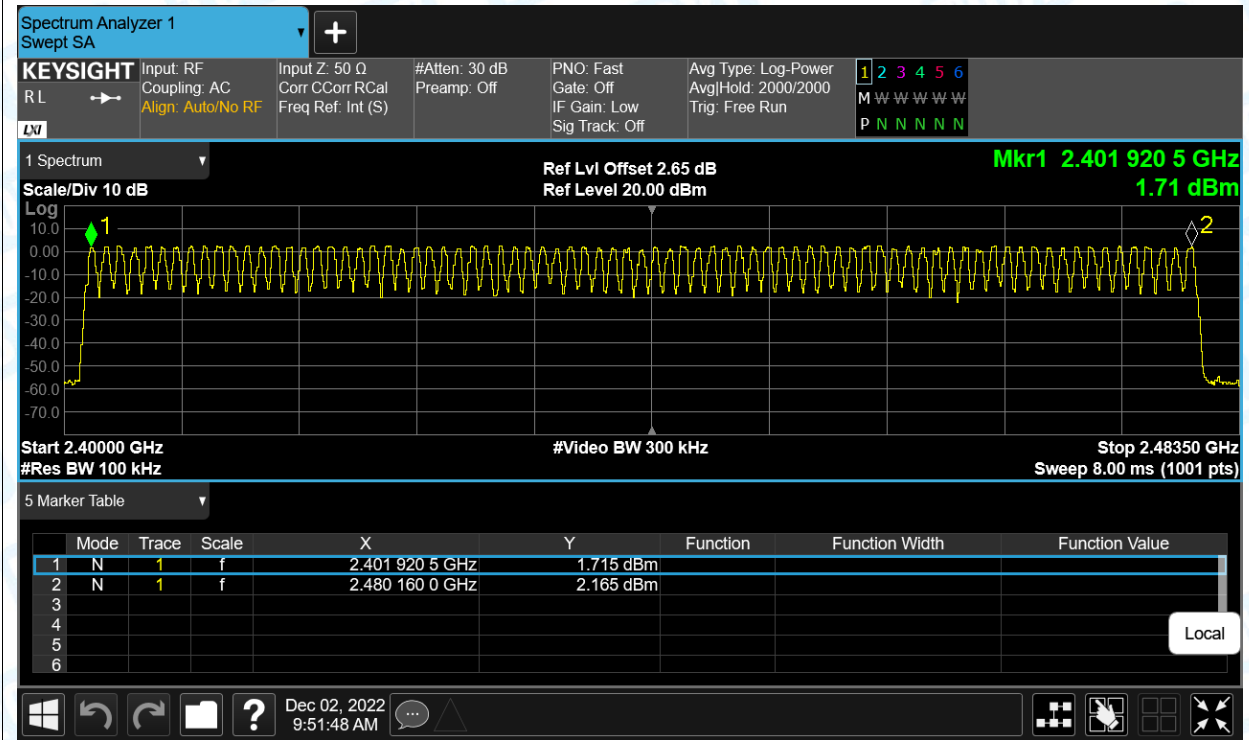 Spectrum Analyzer 1
Swept SA
KEYSIGHT Input: RF Input Z: 50 Ω #Atten: 30 dB PNO: Fast Avg Type: Log-Power 1 2 3 4 5 6
R L Coupling: AC Corr CCorr RCal Preamp: Off Gate: Off Avg|Hold: 2000/2000 M W W W W W W
Align: Auto/No RF Freq Ref: Int (S) IF Gain: Low Trig: Free Run
LXI Sig Track: Off P N N N N N N
1 Spectrum Ref Lvl Offset 2.65 dB Mkr1 2.401 920 5 GHz
Scale/Div 10 dB Ref Level 20.00 dBm 1.71 dBm
Log
1 2
10.0
0.00
-10.0
-20.0
-30.0
-40.0
-50.0
-60.0
-70.0
Start 2.40000 GHz #Video BW 300 kHz Stop 2.48350 GHz
#Res BW 100 kHz Sweep 8.00 ms (1001 pts)
5 Marker Table
Mode Trace Scale X Y Function Function Width Function Value
1 N 1 f 2.401 920 5 GHz 1.715 dBm
2 N 1 f 2.480 160 0 GHz 2.165 dBm
3
4
5
6
Local
? Dec 02, 2022
9:51:48 AM